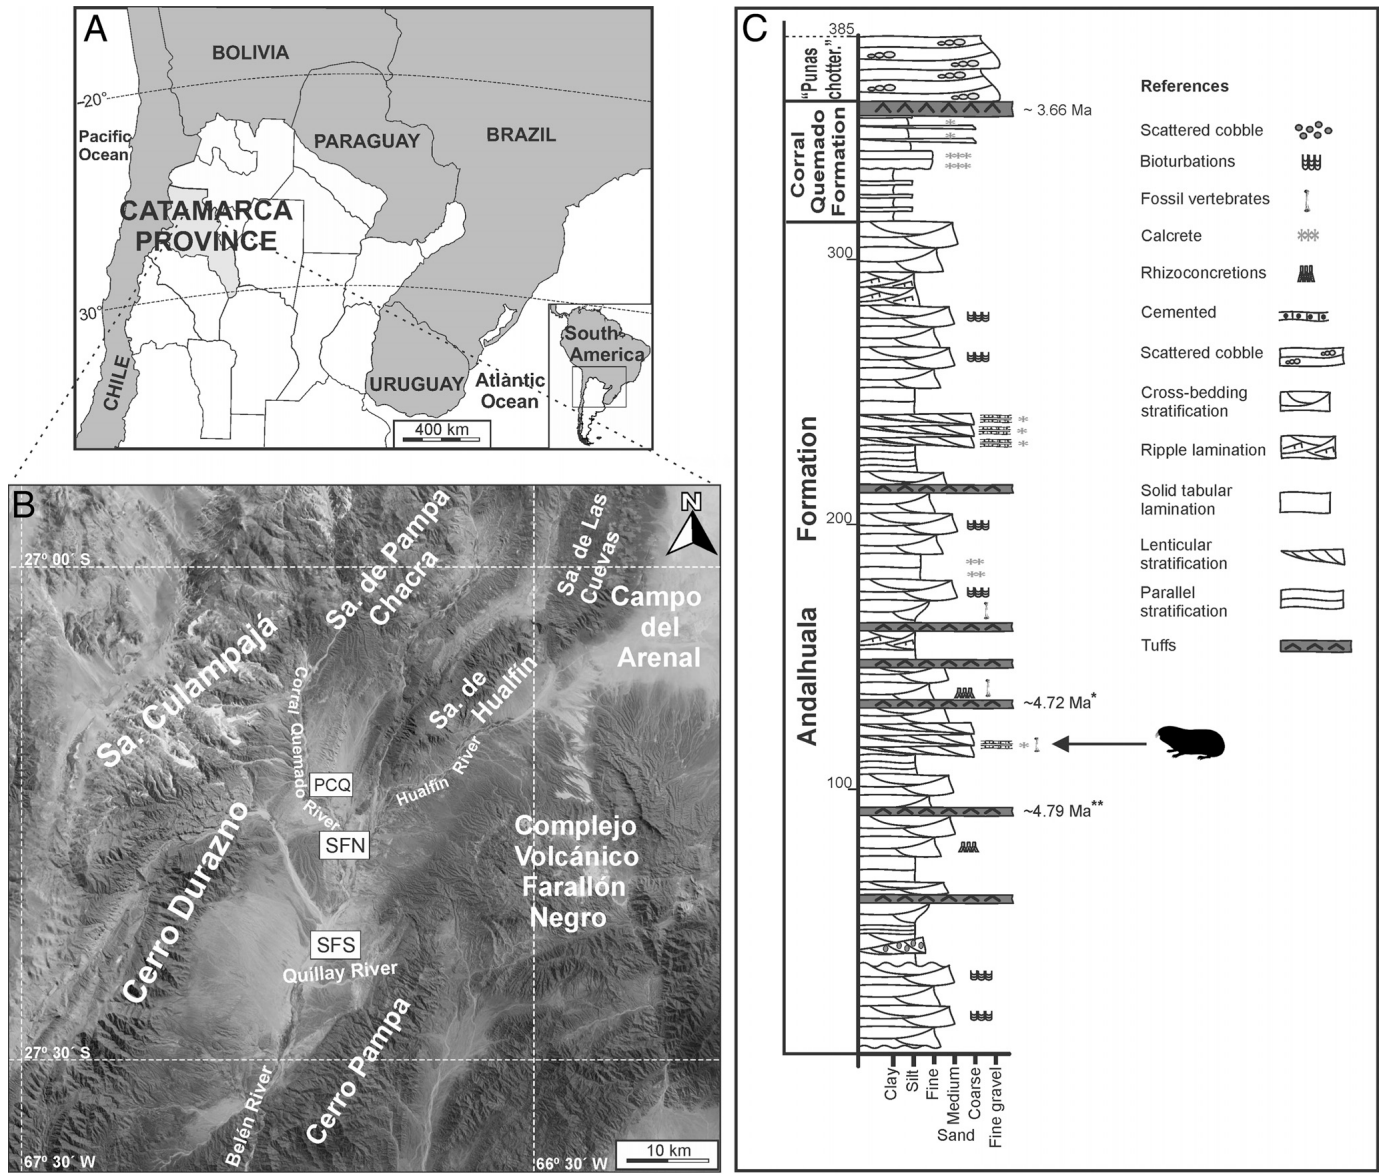 A
BOLIVIA
20°
PARAGUAY
BRAZIL
Pacific
Ocean
CATAMARCA
PROVINCE
30°
CHILE
URUGUAY
Atlàntic
Ocean
400 km
South
America
B
N
27º 00´ S
Sa. de Pampa
Chacra
Sa. de Las
Cuevas
Campo
del
Arenal
Sa. Culampajá
Sa. de
Hualfín
Corral Quemado River
Hualfín River
PCQ
SFN
Cerro Durazno
Complejo
Volcánico
Farallón
Negro
SFS
Quillay River
Cerro Pampa
27º 30´ S
Belén River
67º 30´ W
66º 30´ W
10 km
C
385
"Punas
chotter."
~ 3.66 Ma
Corral
Quemado
Formation
300
200
100
Andalhuala Formation
~4.72 Ma*
~4.79 Ma**
Clay
Silt
Fine
Medium
Coarse
Sand
Fine gravel
References
Scattered cobble
Bioturbations
Fossil vertebrates
Calcrete
Rhizoconcretions
Cemented
Scattered cobble
Cross-bedding
stratification
Ripple lamination
Solid tabular
lamination
Lenticular
stratification
Parallel
stratification
Tuffs